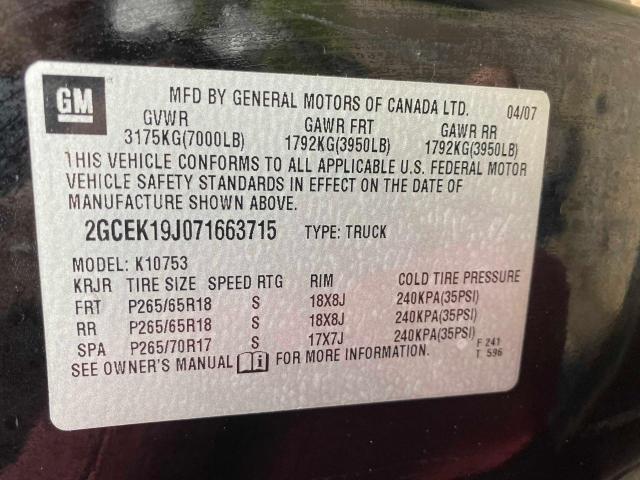 GM
MFD BY GENERAL MOTORS OF CANADA LTD. 04/07
GVWR GAWR FRT GAWR RR
3175KG(7000LB) 1792KG(3950LB) 1792KG(3950LB)
THIS VEHICLE CONFORMS TO ALL APPLICABLE U.S. FEDERAL MOTOR
VEHICLE SAFETY STANDARDS IN EFFECT ON THE DATE OF
MANUFACTURE SHOWN ABOVE.
2GCEK19J071663715 TYPE: TRUCK
MODEL: K10753
KRJR TIRE SIZE SPEED RTG RIM COLD TIRE PRESSURE
FRT P265/65R18 S 18X8J 240KPA(35PSI)
RR P265/65R18 S 18X8J 240KPA(35PSI)
SPA P265/70R17 S 17X7J 240KPA(35PSI) F 241
SEE OWNER'S MANUAL i FOR MORE INFORMATION. T 596